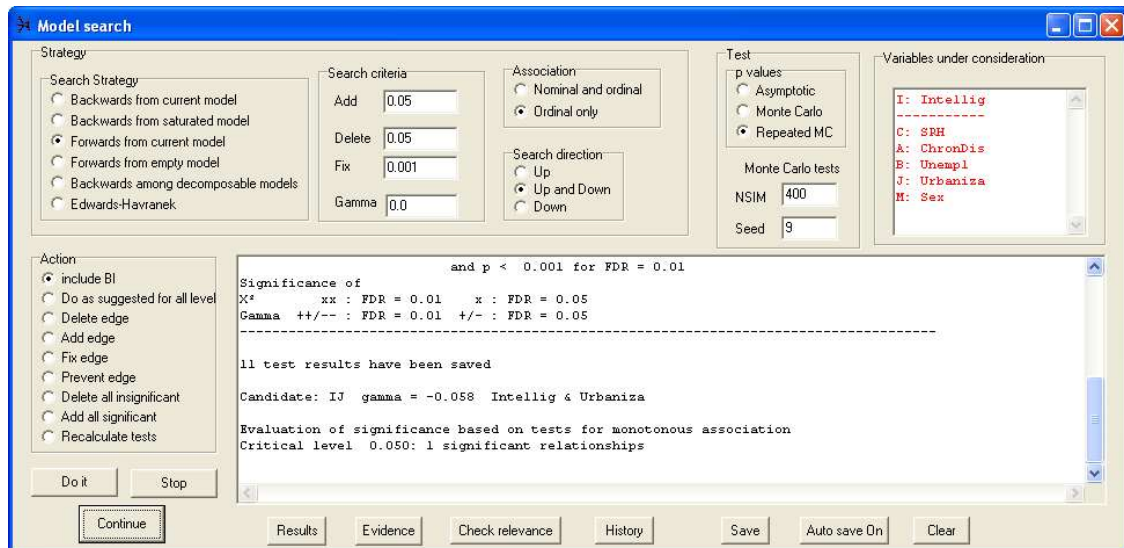 Model search
Strategy
Search Strategy
Backwards from current model
Backwards from saturated model
Forwards from current model
Forwards from empty model
Backwards among decomposable models
Edwards-Havranek
Search criteria
Add 0.05
Delete 0.05
Fix 0.001
Gamma 0.0
Association
Nominal and ordinal
Ordinal only
Search direction
Up
Up and Down
Down
Test
p values
Asymptotic
Monte Carlo
Repeated MC
Monte Carlo tests
NSIM 400
Seed 9
Variables under consideration
I: Intellig
-----------
C: SRH
A: ChronDis
B: Unempl
J: Urbaniza
M: Sex
Action
include BI
Do as suggested for all level
Delete edge
Add edge
Fix edge
Prevent edge
Delete all insignificant
Add all significant
Recalculate tests
Do it Stop
Continue
and p < 0.001 for FDR = 0.01
Significance of
X² xx : FDR = 0.01 x : FDR = 0.05
Gamma ++/-- : FDR = 0.01 +/- : FDR = 0.05
11 test results have been saved
Candidate: IJ gamma = -0.058 Intellig & Urbaniza
Evaluation of significance based on tests for monotonous association
Critical level 0.050: 1 significant relationships
Results Evidence Check relevance History Save Auto save On Clear